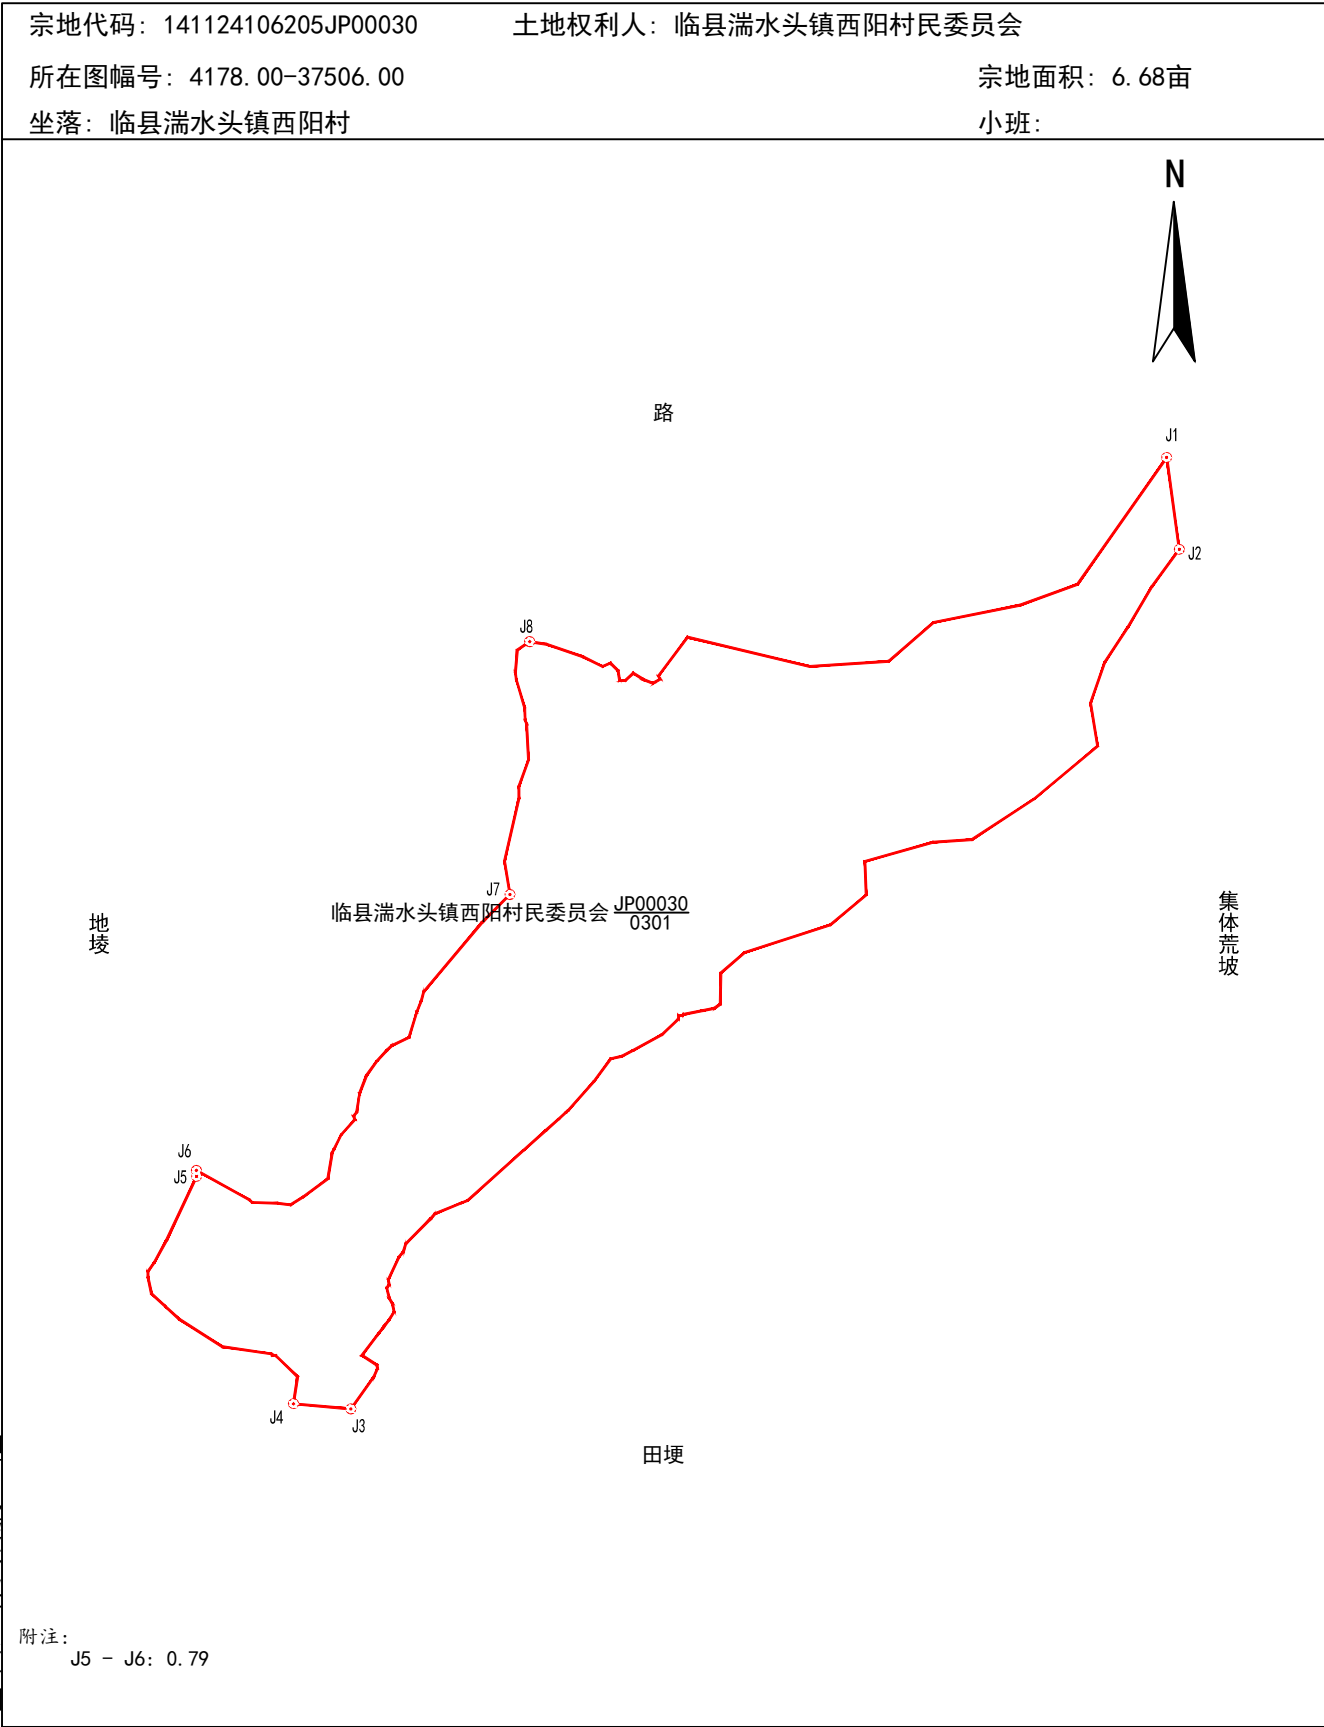 宗地代码: 141124106205JP00030 土地权利人: 临县湍水头镇西阳村民委员会
所在图幅号: 4178.00-37506.00 宗地面积: 6.68亩
坐落: 临县湍水头镇西阳村 小班:
N
路
J1
J2
J8
J7
临县湍水头镇西阳村民委员会 JP00030
0301
地堎
集体荒坡
J6
J5
J4
J3
田埂
附注:
J5 - J6: 0.79